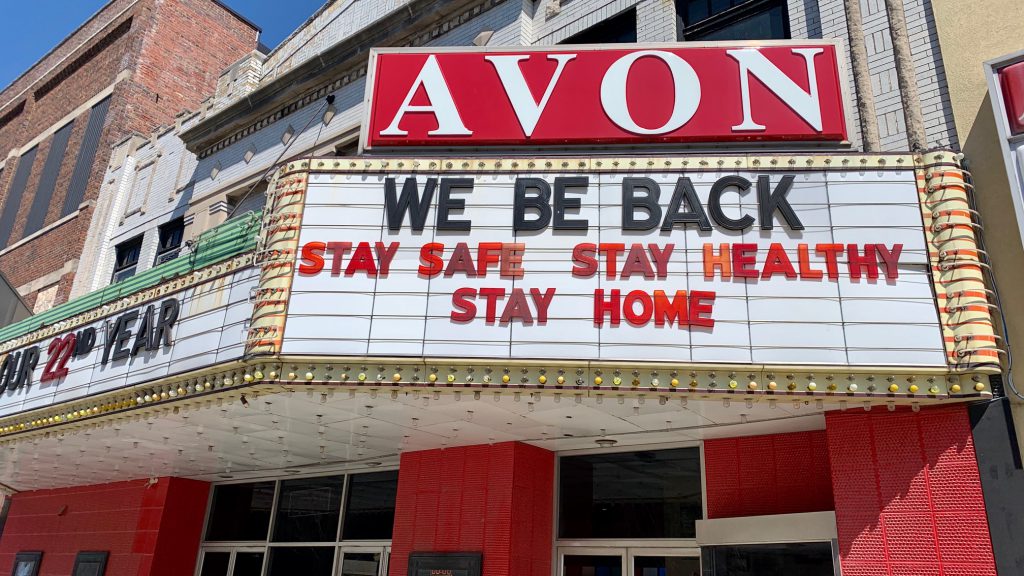 AVON
WE BE BACK
STAY SAFE STAY HEALTHY
STAY HOME
OUR 22ND YEAR